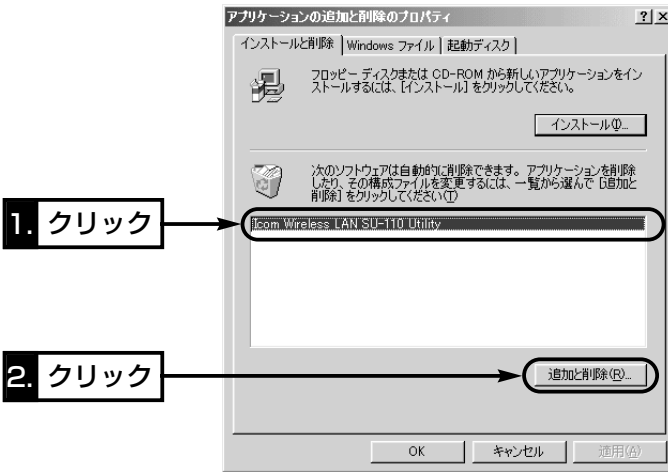 アプリケーションの追加と削除のプロパティ
? ×
インストールと削除 Windows ファイル 起動ディスク
フロッピー ディスクまたは CD-ROM から新しいアプリケーションをイン
ストールするには、[インストール] をクリックしてください。
インストール(I)...
次のソフトウェアは自動的に削除できます。アプリケーションを削除
したり、その構成ファイルを変更するには、一覧から選んで [追加と
削除] をクリックしてください(T)
1. クリック
Icom Wireless LAN SU-110 Utility
2. クリック
追加と削除(R)...
OK キャンセル 適用(A)